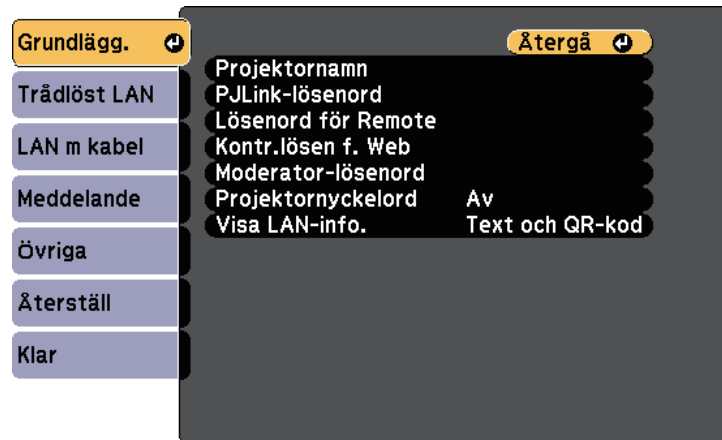 Grundlägg.
Trådlöst LAN
LAN m kabel
Meddelande
Övriga
Återställ
Klar
Återgå
Projektornamn
PJLink-lösenord
Lösenord för Remote
Kontr.lösen f. Web
Moderator-lösenord
Projektornyckelord Av
Visa LAN-info. Text och QR-kod